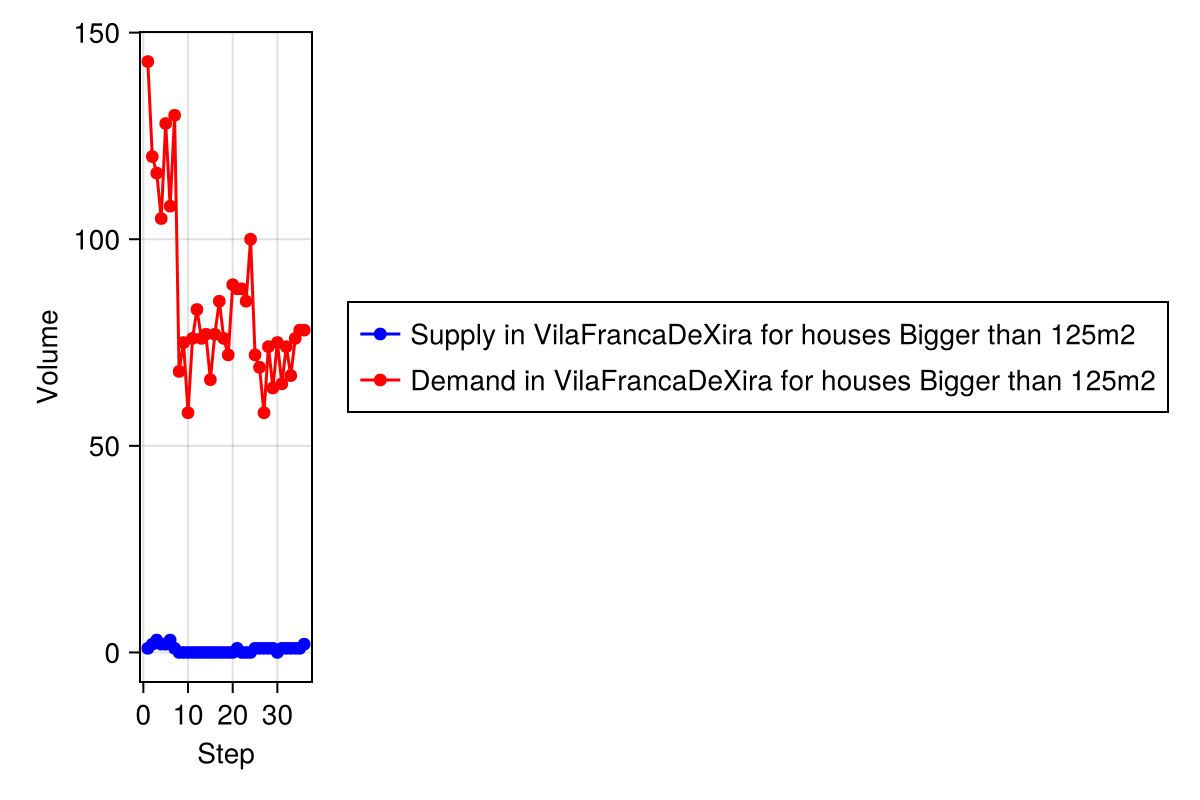 150
100
50
0
Volume
0 10 20 30
Step
Supply in VilaFrancaDeXira for houses Bigger than 125m2
Demand in VilaFrancaDeXira for houses Bigger than 125m2